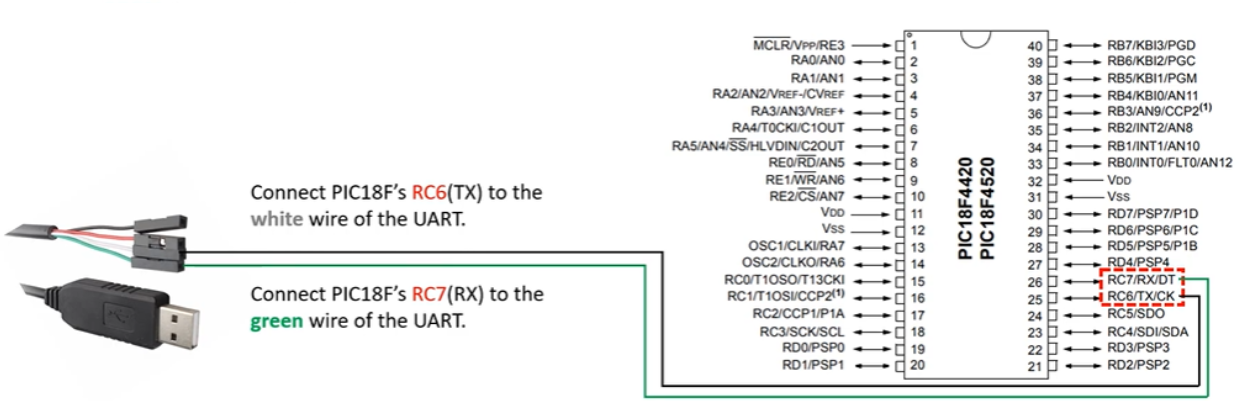 Connect PIC18F's RC6(TX) to the
white wire of the UART.
Connect PIC18F's RC7(RX) to the
green wire of the UART.
MCLR/VPP/RE3 1
RA0/AN0 2
RA1/AN1 3
RA2/AN2/VREF-/CVREF 4
RA3/AN3/VREF+ 5
RA4/T0CKI/C1OUT 6
RA5/AN4/SS/HLVDIN/C2OUT 7
RE0/RD/AN5 8
RE1/WR/AN6 9
RE2/CS/AN7 10
VDD 11
VSS 12
OSC1/CLKI/RA7 13
OSC2/CLKO/RA6 14
RC0/T1OSO/T13CKI 15
RC1/T1OSI/CCP2(1) 16
RC2/CCP1/P1A 17
RC3/SCK/SCL 18
RD0/PSP0 19
RD1/PSP1 20
PIC18F4420
PIC18F4520
40 RB7/KBI3/PGD
39 RB6/KBI2/PGC
38 RB5/KBI1/PGM
37 RB4/KBI0/AN11
36 RB3/AN9/CCP2(1)
35 RB2/INT2/AN8
34 RB1/INT1/AN10
33 RB0/INT0/FLT0/AN12
32 VDD
31 VSS
30 RD7/PSP7/P1D
29 RD6/PSP6/P1C
28 RD5/PSP5/P1B
27 RD4/PSP4
26 RC7/RX/DT
25 RC6/TX/CK
24 RC5/SDO
23 RC4/SDI/SDA
22 RD3/PSP3
21 RD2/PSP2